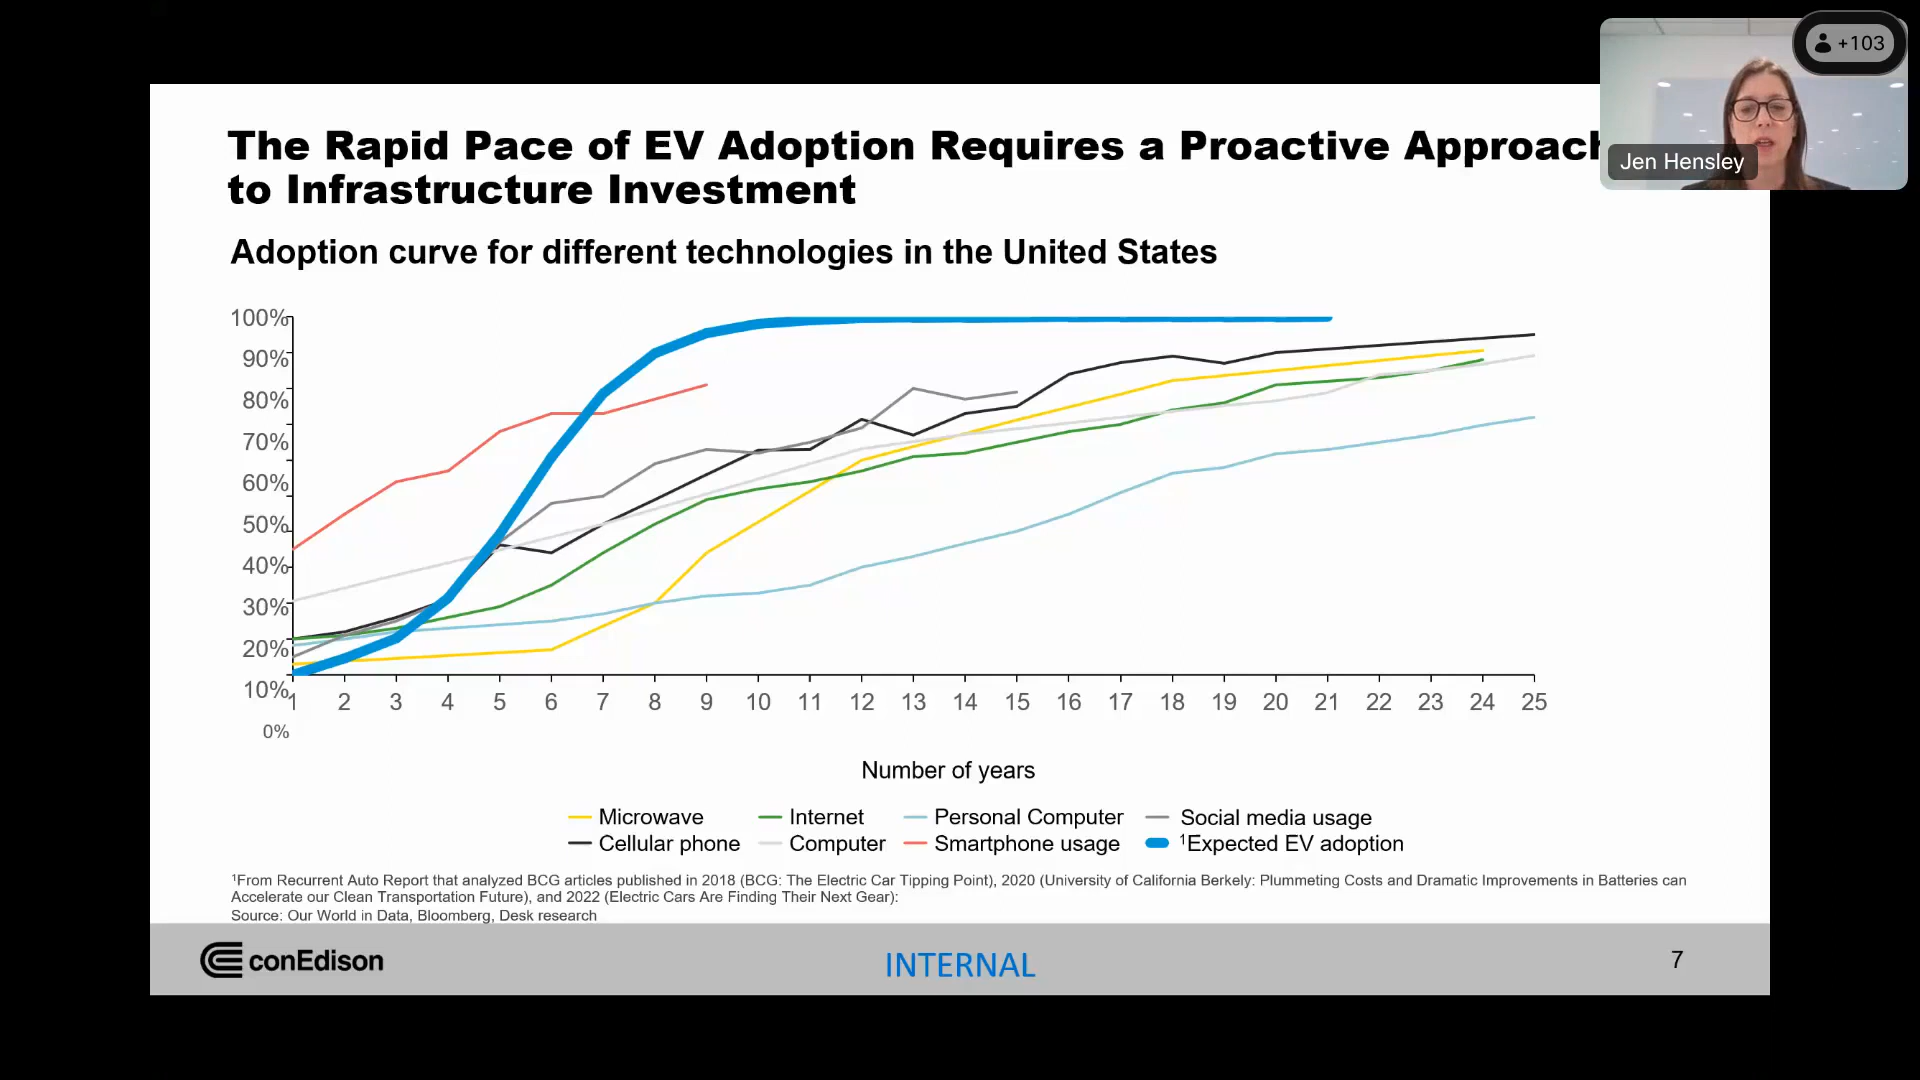 +103
Jen Hensley
The Rapid Pace of EV Adoption Requires a Proactive Approach
to Infrastructure Investment
Adoption curve for different technologies in the United States
100%
90%
80%
70%
60%
50%
40%
30%
20%
10%
0%
1 2 3 4 5 6 7 8 9 10 11 12 13 14 15 16 17 18 19 20 21 22 23 24 25
Number of years
Microwave Internet Personal Computer Social media usage
Cellular phone Computer Smartphone usage ¹Expected EV adoption
¹From Recurrent Auto Report that analyzed BCG articles published in 2018 (BCG: The Electric Car Tipping Point), 2020 (University of California Berkely: Plummeting Costs and Dramatic Improvements in Batteries can
Accelerate our Clean Transportation Future), and 2022 (Electric Cars Are Finding Their Next Gear):
Source: Our World in Data, Bloomberg, Desk research
conEdison
INTERNAL
7